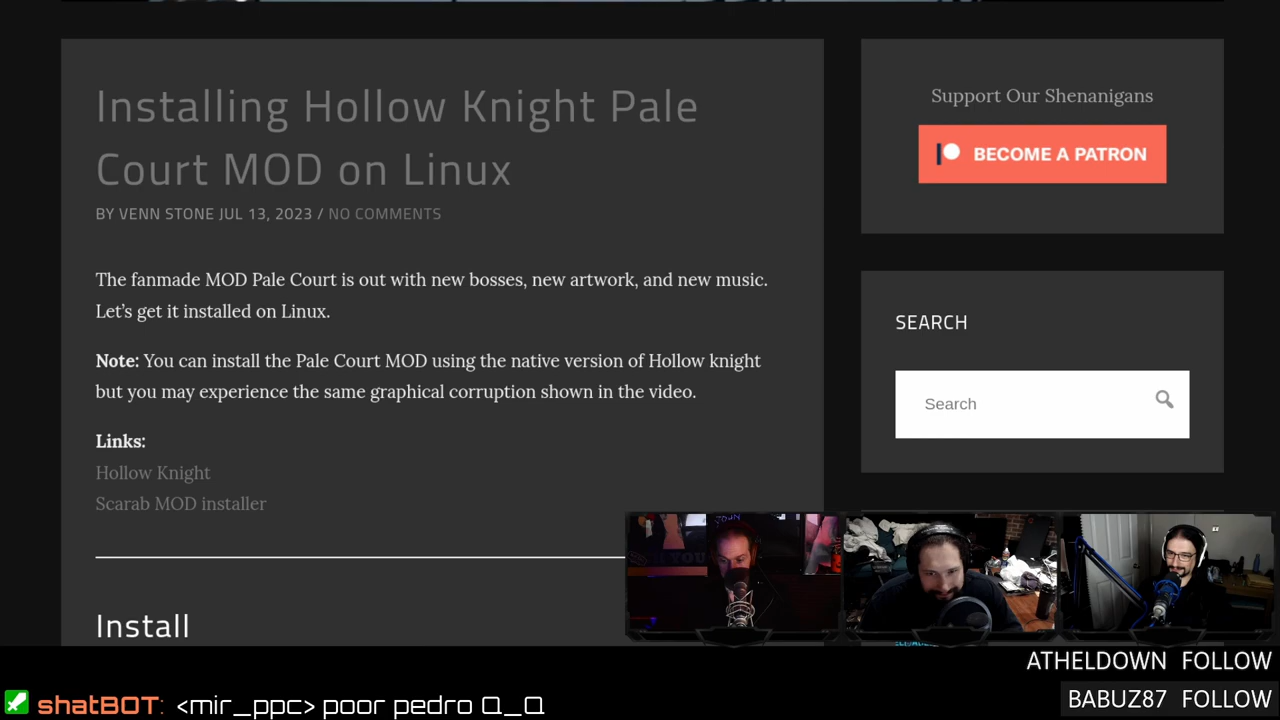 Installing Hollow Knight Pale
Court MOD on Linux
BY VENN STONE JUL 13, 2023 / NO COMMENTS
The fanmade MOD Pale Court is out with new bosses, new artwork, and new music.
Let’s get it installed on Linux.
Note: You can install the Pale Court MOD using the native version of Hollow knight
but you may experience the same graphical corruption shown in the video.
Links:
Hollow Knight
Scarab MOD installer
Install
Support Our Shenanigans
BECOME A PATRON
SEARCH
Search
ATHELDOWN FOLLOW
BABUZ87 FOLLOW
shatBOT: <mir_ppc> poor pedro Q_Q